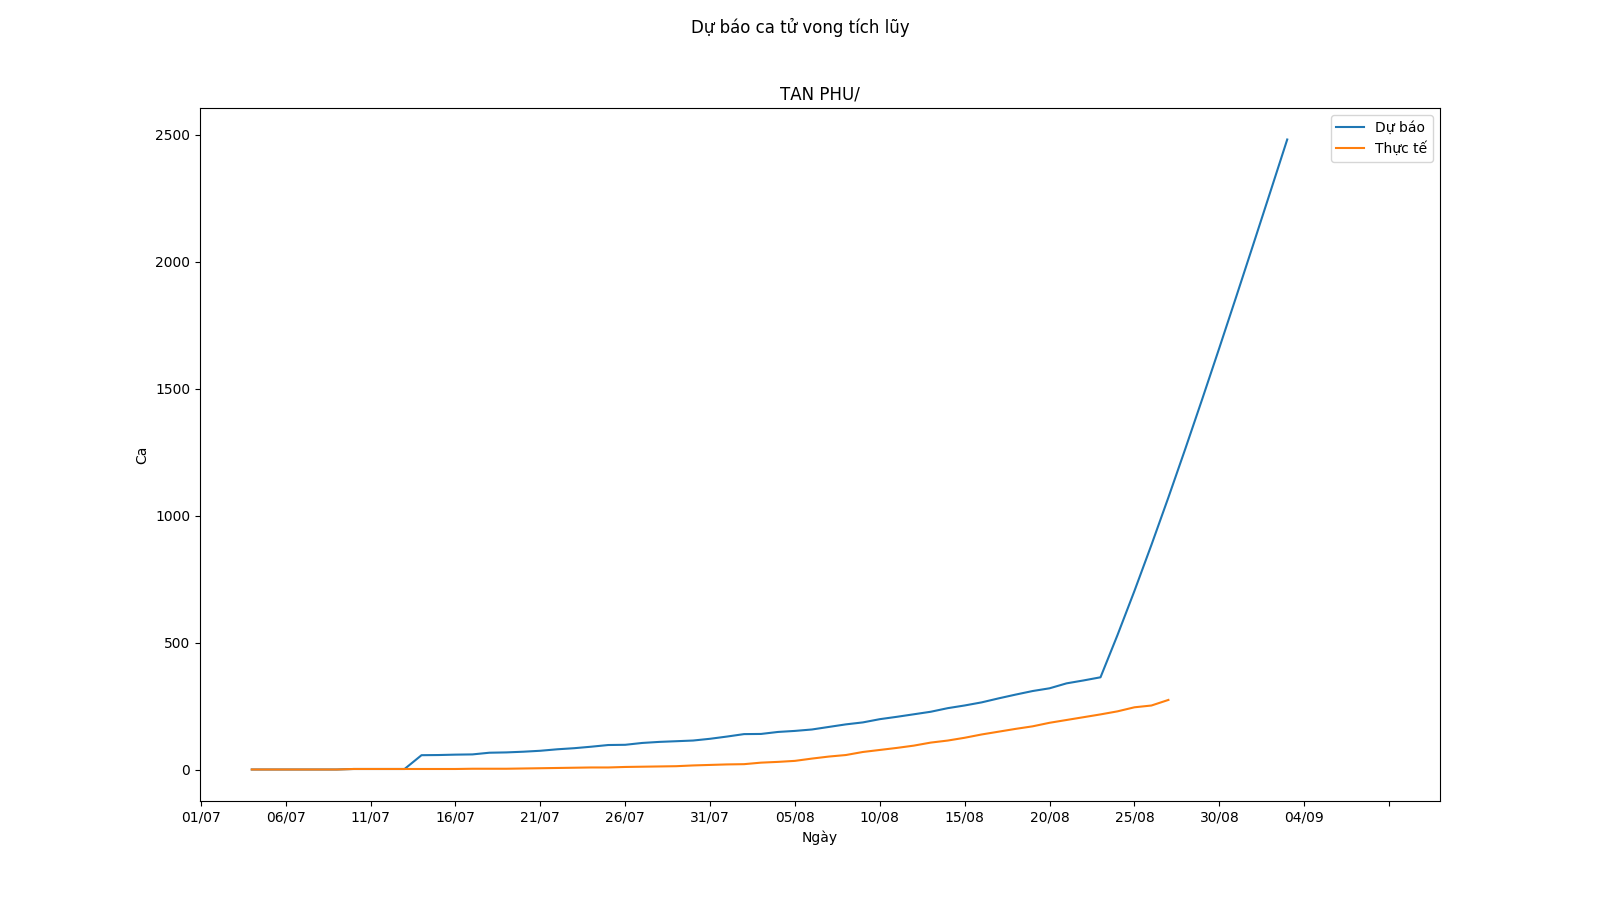 Dự báo ca tử vong tích lũy
TAN PHU/
Dự báo
Thực tế
2500
2000
1500
1000
500
0
Ca
01/07 06/07 11/07 16/07 21/07 26/07 31/07 05/08 10/08 15/08 20/08 25/08 30/08 04/09
Ngày